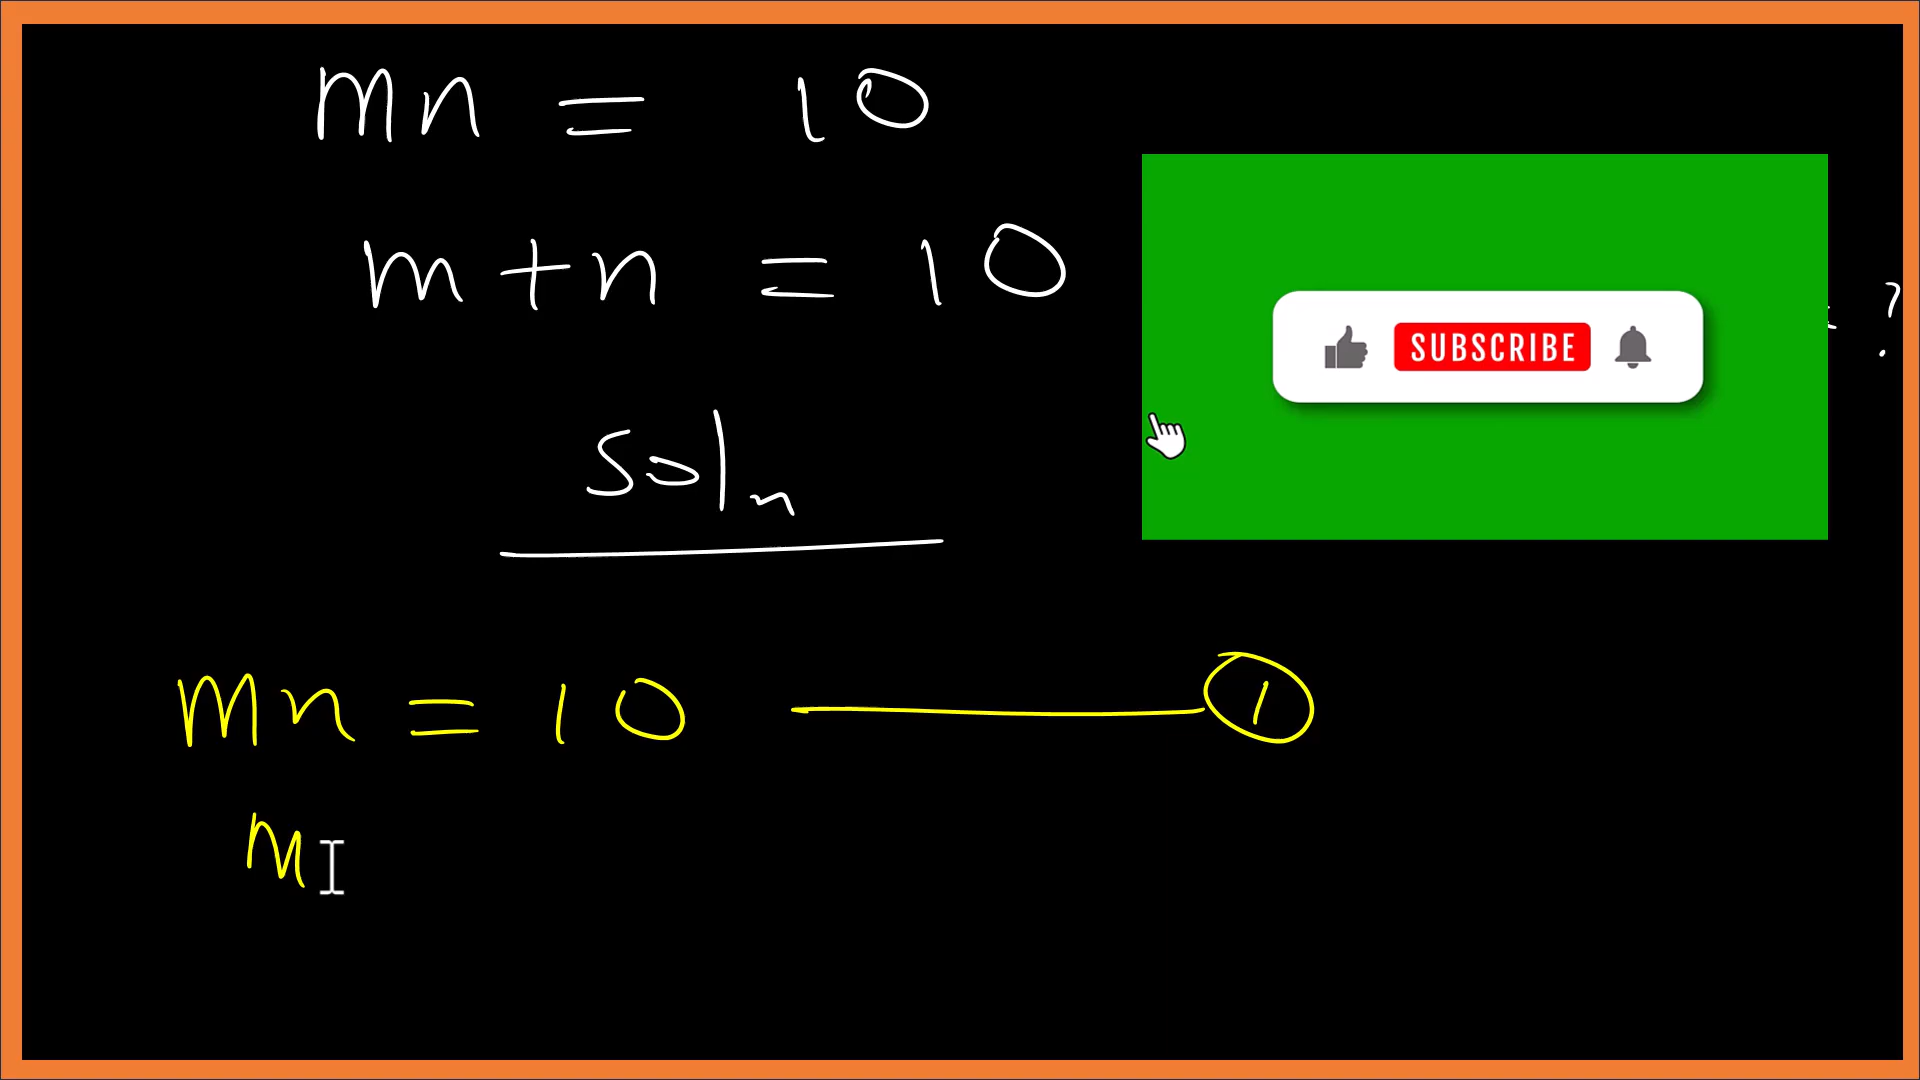 mn = 10
m+n = 10
= ?
SUBSCRIBE
soln
mn = 10 ——— 1
m